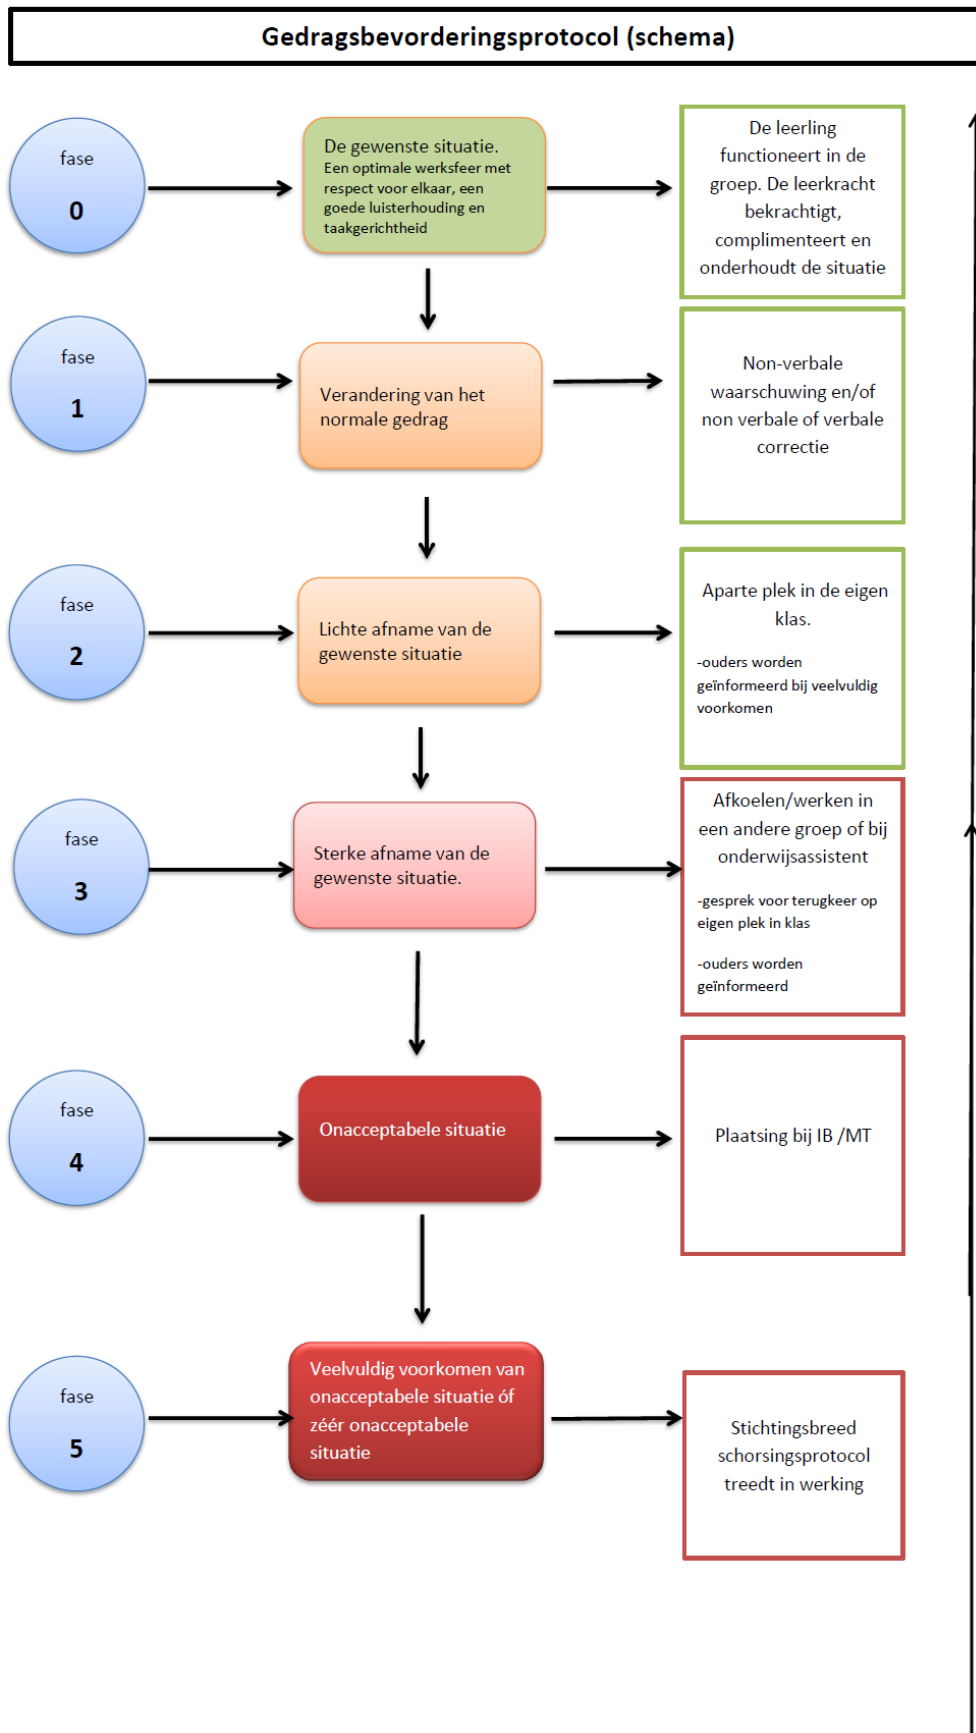 Gedragsbevorderingsprotocol (schema)
fase
0
De gewenste situatie.
Een optimale werksfeer met
respect voor elkaar, een
goede luisterhouding en
taakgerichtheid
De leerling
functioneert in de
groep. De leerkracht
bekrachtigt,
complimenteert en
onderhoudt de situatie
fase
1
Verandering van het
normale gedrag
Non-verbale
waarschuwing en/of
non verbale of verbale
correctie
fase
2
Lichte afname van de
gewenste situatie
Aparte plek in de eigen
klas.
-ouders worden
geïnformeerd bij veelvuldig
voorkomen
fase
3
Sterke afname van de
gewenste situatie.
Afkoelen/werken in
een andere groep of bij
onderwijsassistent
-gesprek voor terugkeer op
eigen plek in klas
-ouders worden
geïnformeerd
fase
4
Onacceptabele situatie
Plaatsing bij IB /MT
fase
5
Veelvuldig voorkomen van
onacceptabele situatie óf
zéér onacceptabele
situatie
Stichtingsbreed
schorsingsprotocol
treedt in werking